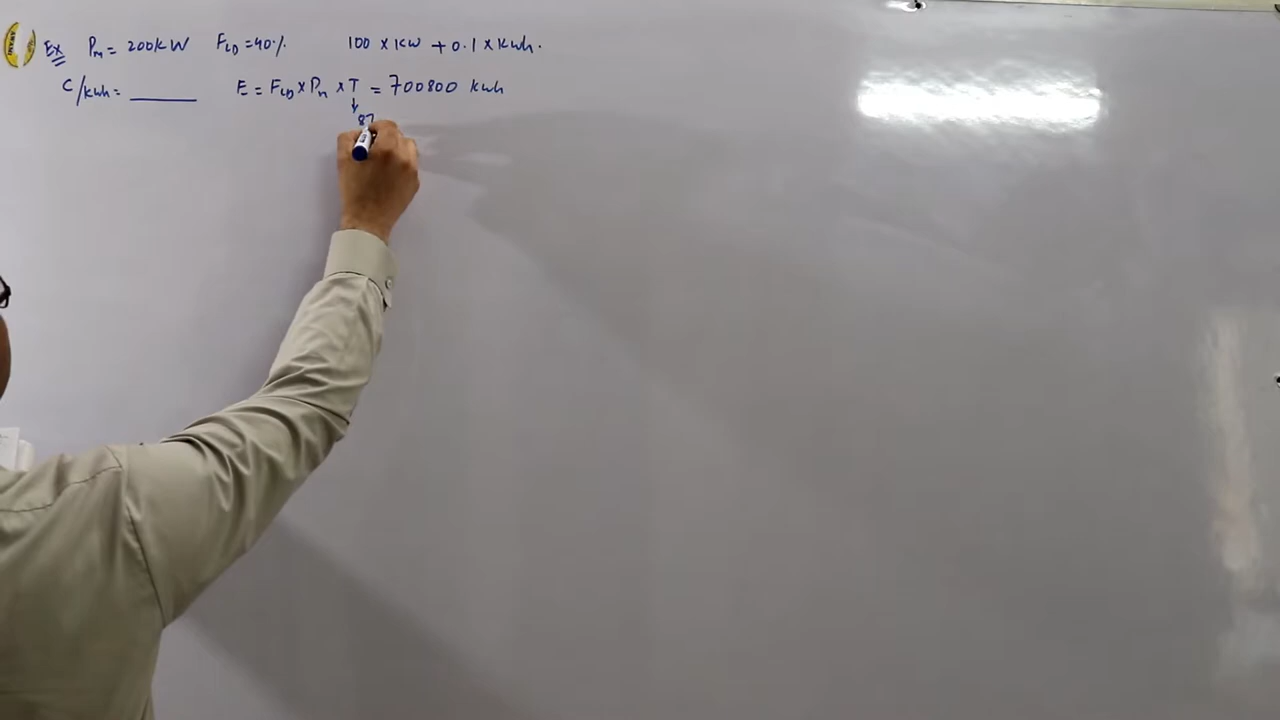 Ex Pm = 200kW FLD = 40% 100 x kW + 0.1 x kwh.
C/kwh = ______ E = FLD x Pm x T = 700800 kwh
87